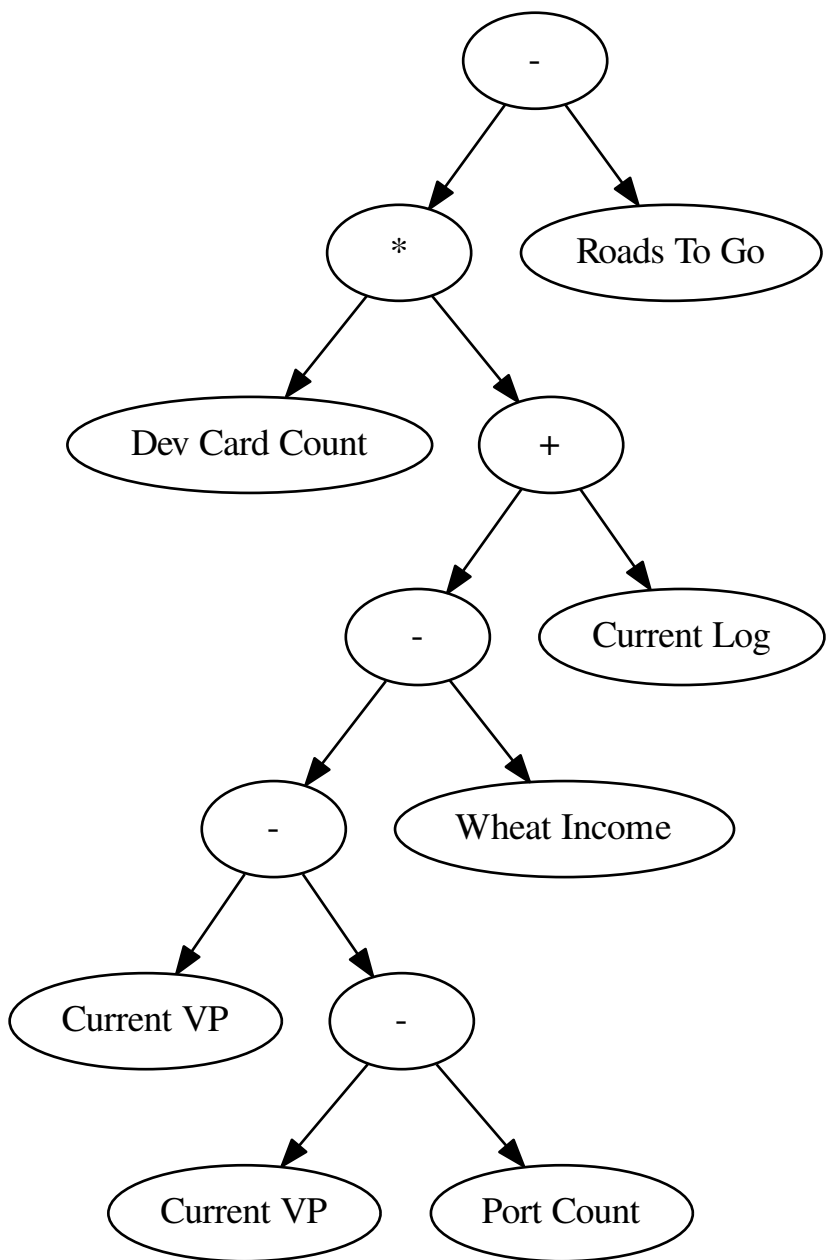 -
*
Roads To Go
Dev Card Count
+
-
Current Log
-
Wheat Income
Current VP
-
Current VP
Port Count